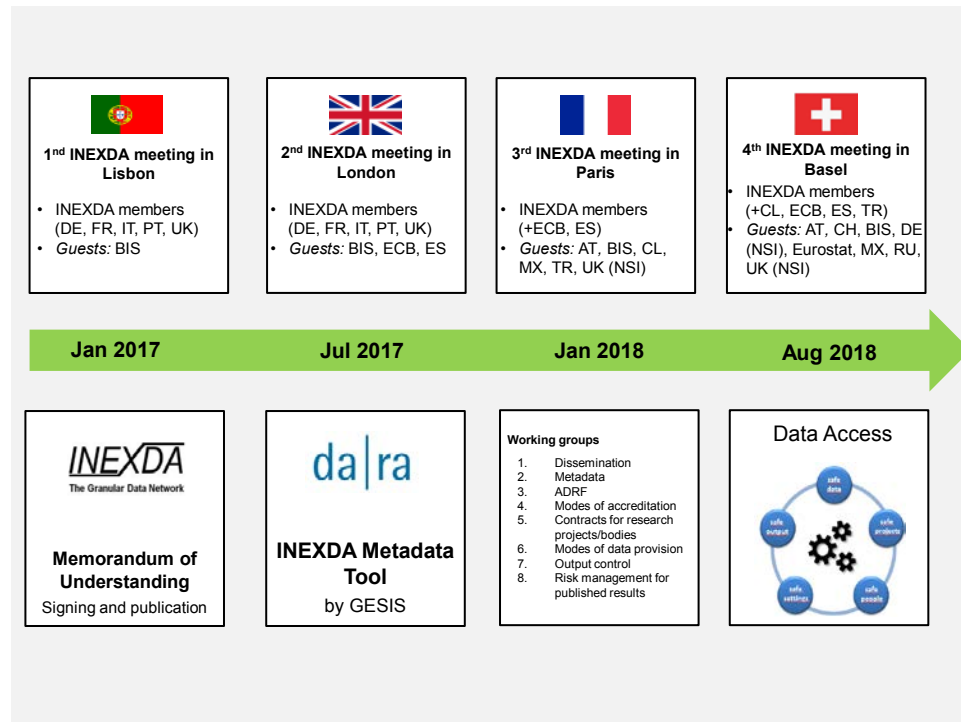 1nd INEXDA meeting in
Lisbon
• INEXDA members
(DE, FR, IT, PT, UK)
• Guests: BIS
2nd INEXDA meeting in
London
• INEXDA members
(DE, FR, IT, PT, UK)
• Guests: BIS, ECB, ES
3rd INEXDA meeting in
Paris
• INEXDA members
(+ECB, ES)
• Guests: AT, BIS, CL,
MX, TR, UK (NSI)
4th INEXDA meeting in
Basel
• INEXDA members
(+CL, ECB, ES, TR)
• Guests: AT, CH, BIS, DE
(NSI), Eurostat, MX, RU,
UK (NSI)
Jan 2017
Jul 2017
Jan 2018
Aug 2018
INEXDA
The Granular Data Network
Memorandum of
Understanding
Signing and publication
da|ra
INEXDA Metadata
Tool
by GESIS
Working groups
1. Dissemination
2. Metadata
3. ADRF
4. Modes of accreditation
5. Contracts for research
projects/bodies
6. Modes of data provision
7. Output control
8. Risk management for
published results
Data Access
safe
data
safe
projects
safe
people
safe
settings
safe
output